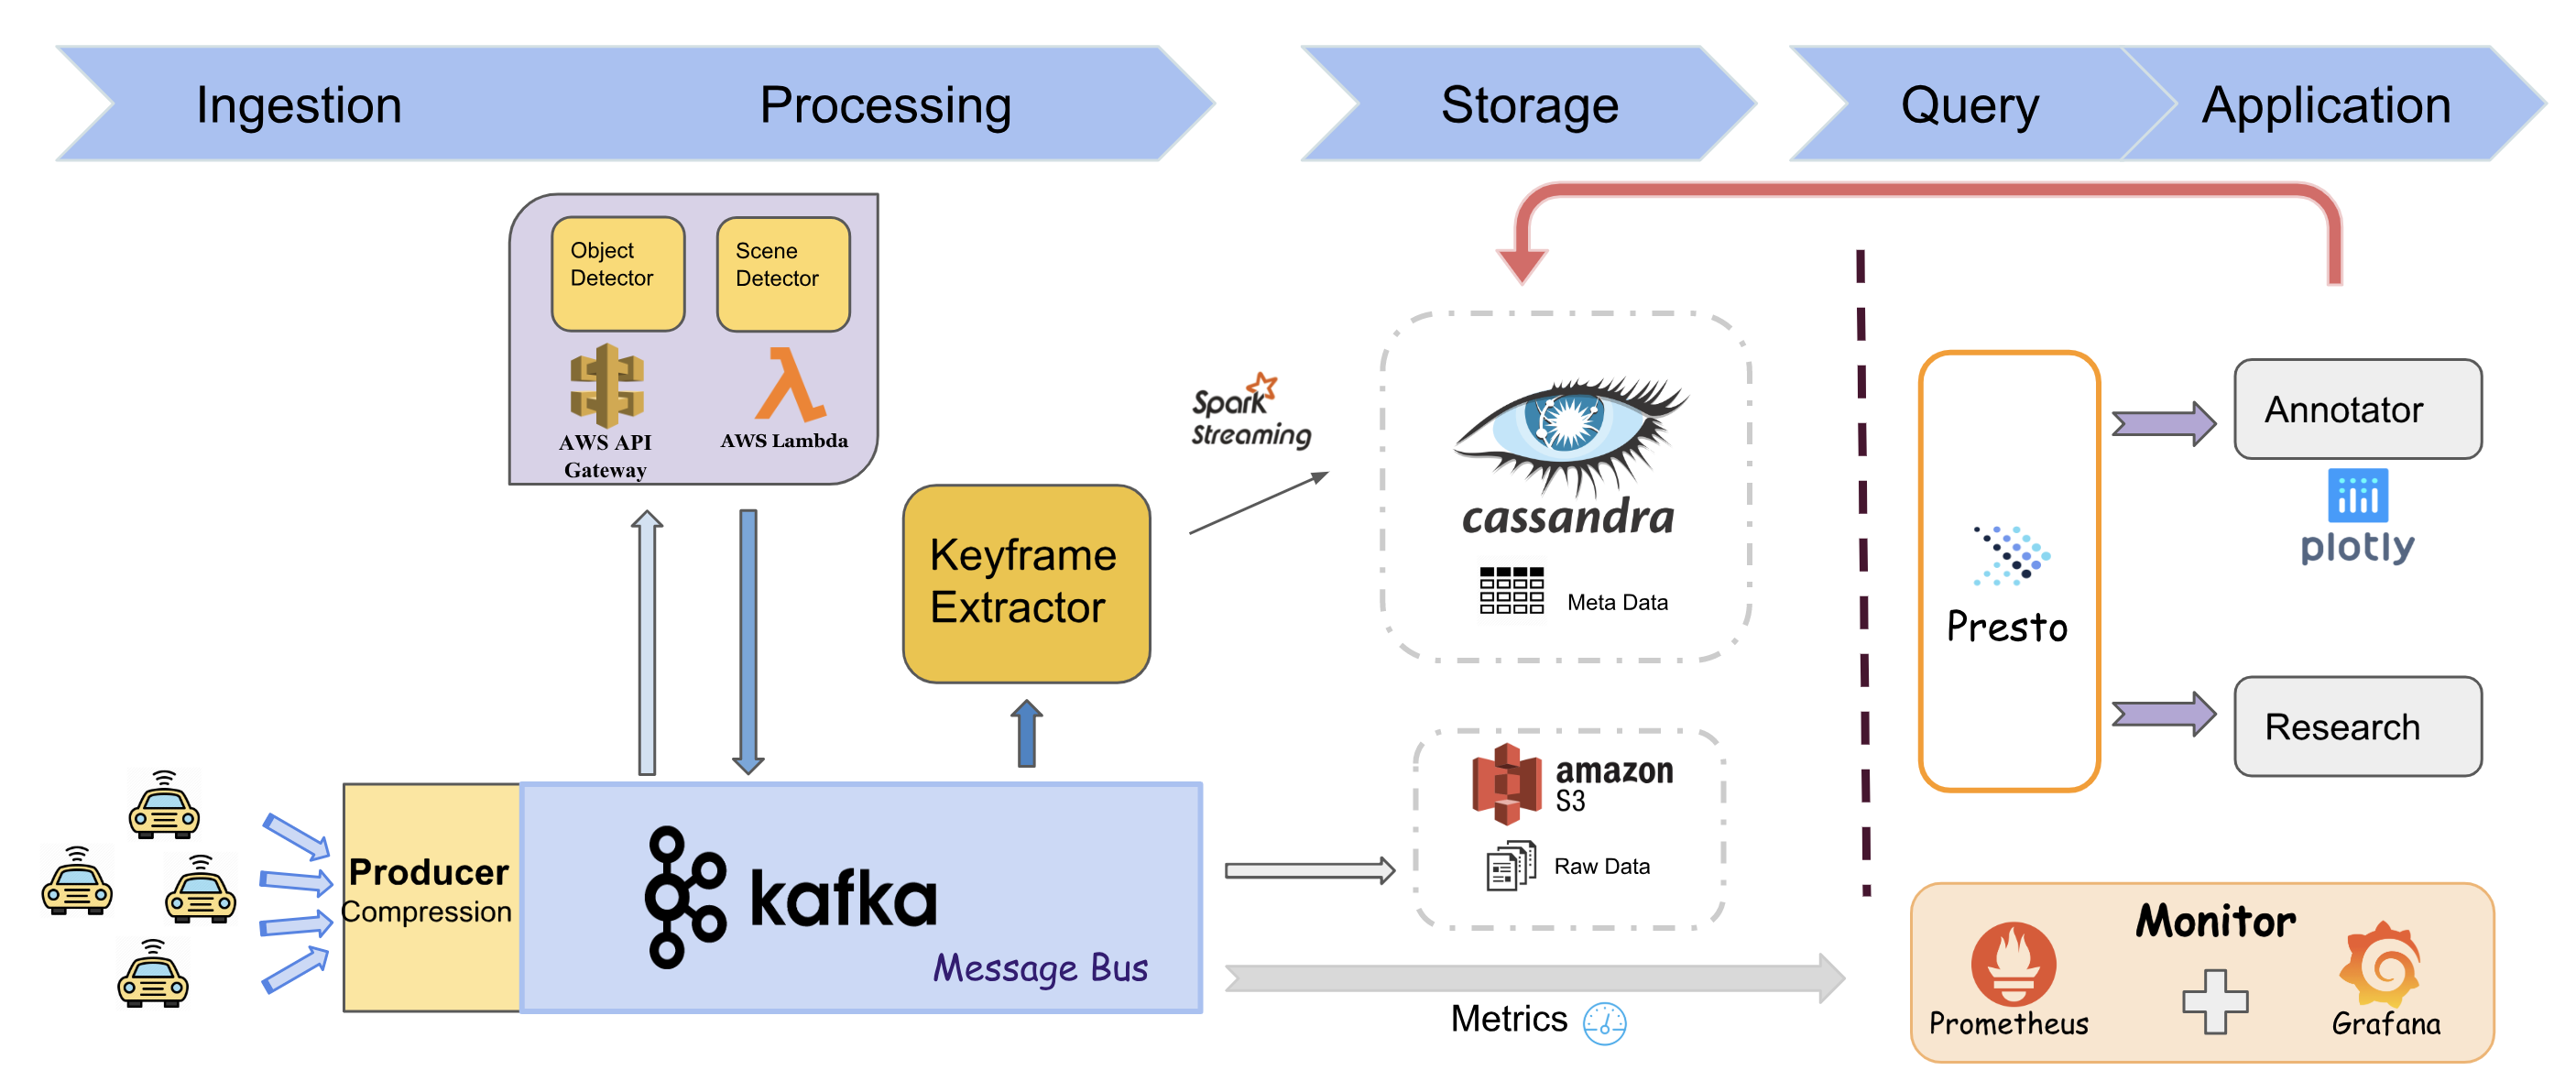 Ingestion
Processing
Storage
Query
Application
Object
Detector
Scene
Detector
AWS API
Gateway
AWS Lambda
Keyframe
Extractor
Spark
Streaming
cassandra
Meta Data
Presto
Annotator
plotly
Research
Producer
Compression
kafka
Message Bus
amazon
S3
Raw Data
Metrics
Monitor
Prometheus
Grafana